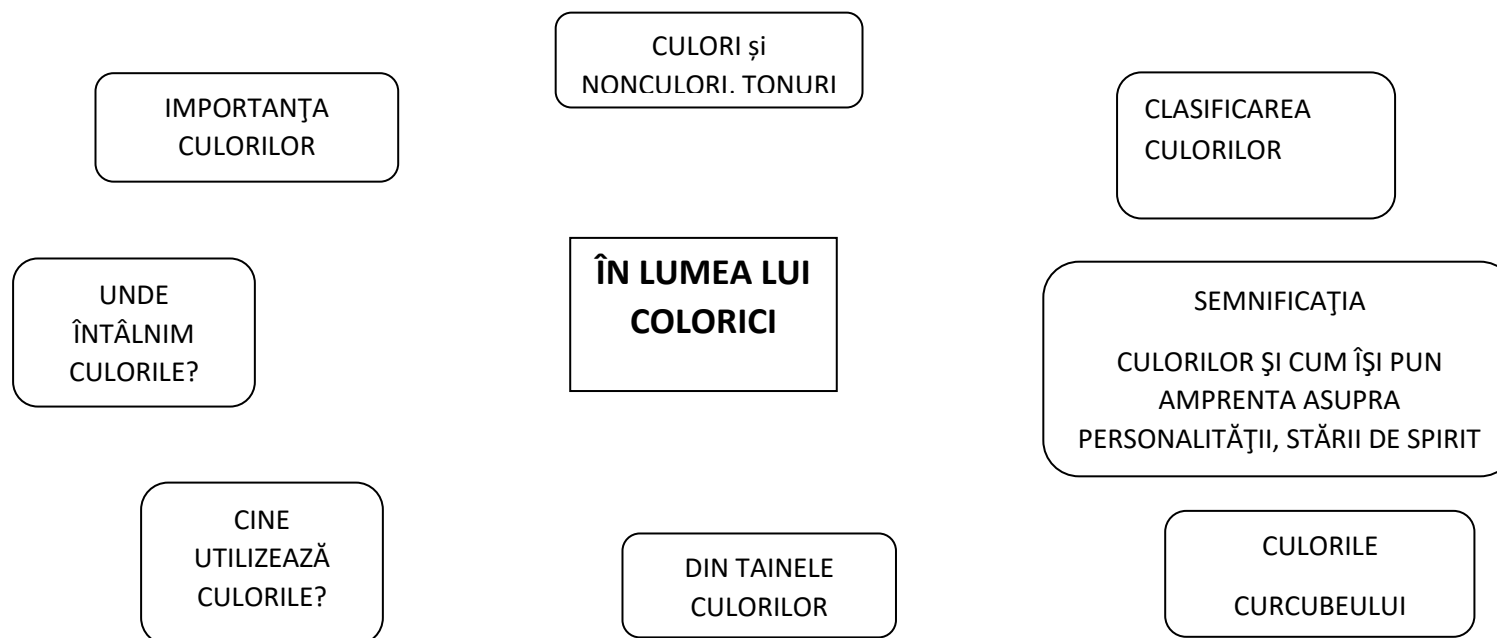 CULORI și
NONCULORI. TONURI
IMPORTANŢA
CULORILOR
CLASIFICAREA
CULORILOR
ÎN LUMEA LUI
COLORICI
UNDE
ÎNTÂLNIM
CULORILE?
SEMNIFICAŢIA
CULORILOR ŞI CUM ÎŞI PUN
AMPRENTA ASUPRA
PERSONALITĂŢII, STĂRII DE SPIRIT
CINE
UTILIZEAZĂ
CULORILE?
DIN TAINELE
CULORILOR
CULORILE
CURCUBEULUI